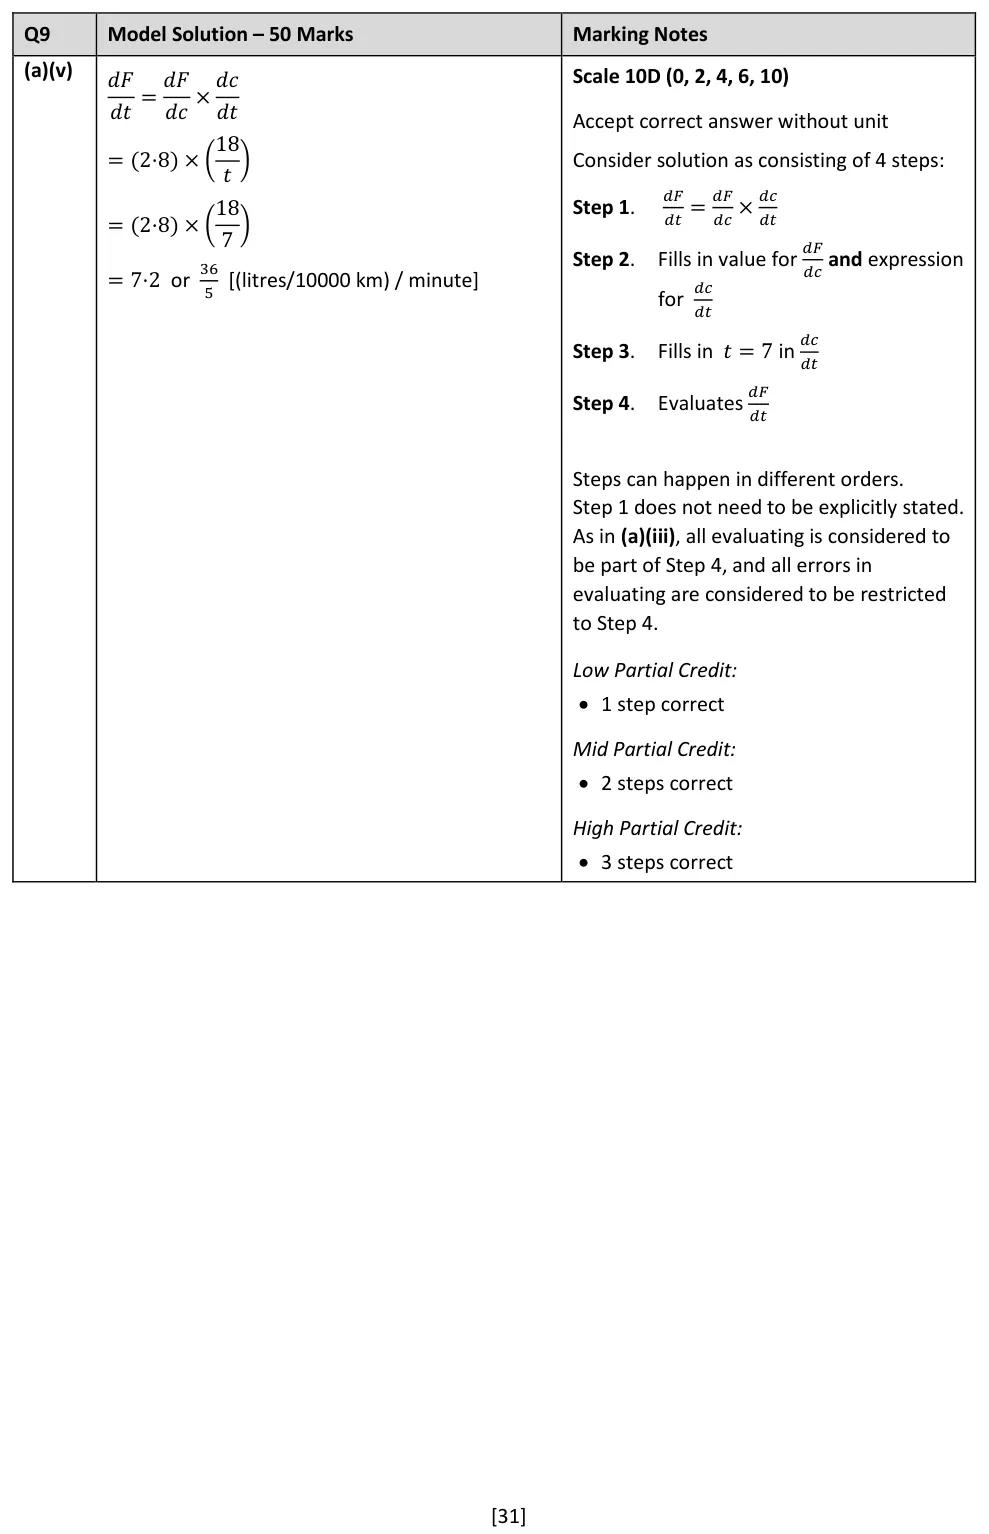 Q9 Model Solution – 50 Marks Marking Notes
(a)(v)
dF/dt = dF/dc × dc/dt
= (2·8) × (18/t)
= (2·8) × (18/7)
= 7·2 or 36/5 [(litres/10000 km) / minute]
Scale 10D (0, 2, 4, 6, 10)
Accept correct answer without unit
Consider solution as consisting of 4 steps:
Step 1. dF/dt = dF/dc × dc/dt
Step 2. Fills in value for dF/dc and expression
for dc/dt
Step 3. Fills in t = 7 in dc/dt
Step 4. Evaluates dF/dt
Steps can happen in different orders.
Step 1 does not need to be explicitly stated.
As in (a)(iii), all evaluating is considered to
be part of Step 4, and all errors in
evaluating are considered to be restricted
to Step 4.
Low Partial Credit:
• 1 step correct
Mid Partial Credit:
• 2 steps correct
High Partial Credit:
• 3 steps correct
[31]